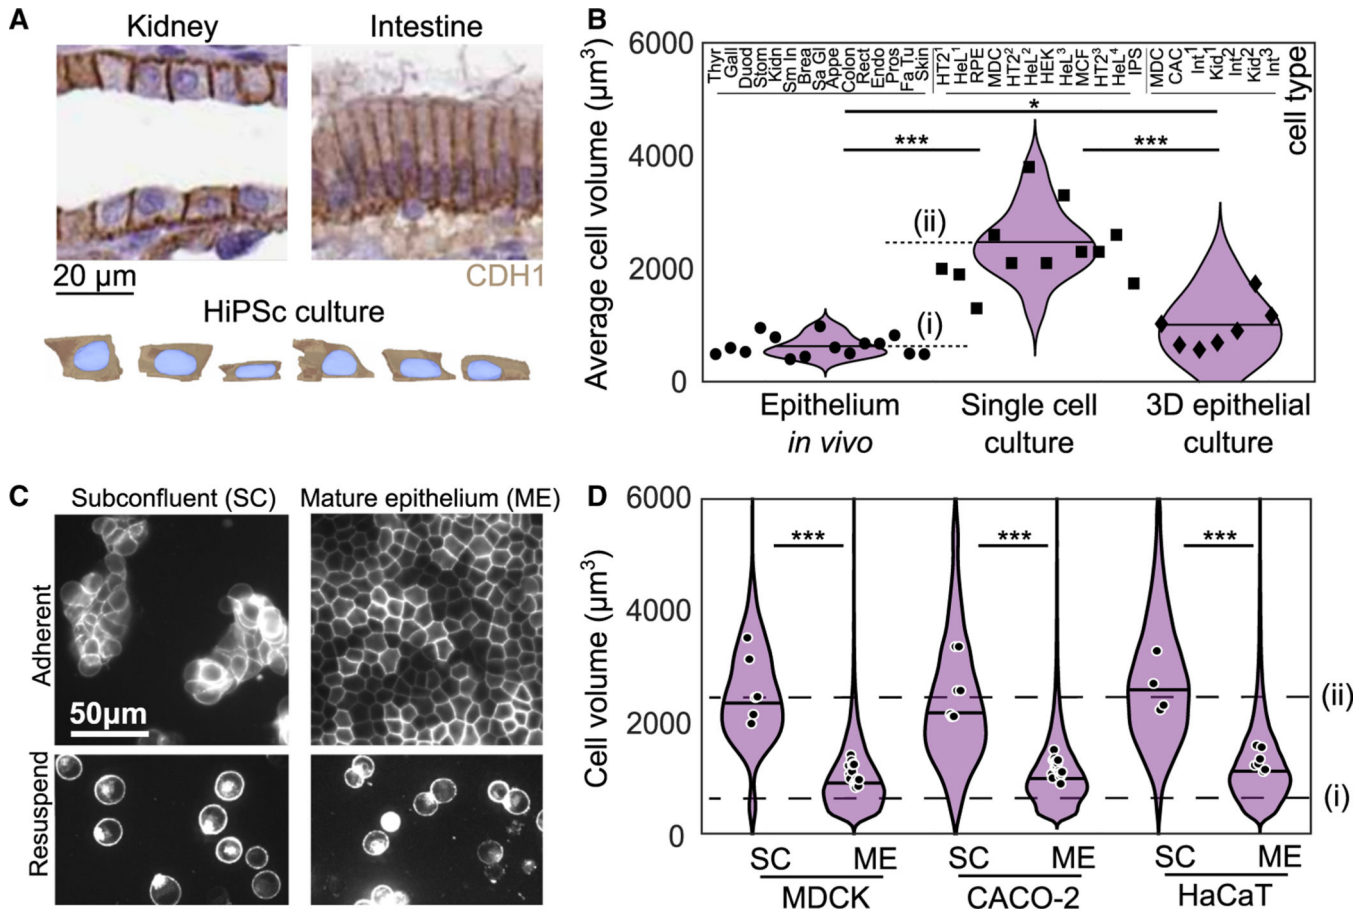 A
Kidney
Intestine
20 µm
CDH1
HiPSc culture
B
Average cell volume (µm³)
6000
4000
2000
0
Thyr
Gall
Duod
Stom
Kidn
Sm In
Brea
Sa Gl
Appe
Colon
Rect
Endo
Pros
Fa Tu
Skin
HT2¹
HeL¹
RPE
MDC
HT2²
HeL²
HEK
HeL³
MCF
HT2³
HeL⁴
IPS
MDC
CAC
Int¹
Kid¹
Int²
Kid²
Int³
cell type
*
***
***
(ii)
(i)
Epithelium
in vivo
Single cell
culture
3D epithelial
culture
C
Subconfluent (SC)
Mature epithelium (ME)
Adherent
50µm
Resuspend
D
Cell volume (µm³)
6000
4000
2000
0
***
***
***
(ii)
(i)
SC
ME
SC
ME
SC
ME
MDCK
CACO-2
HaCaT